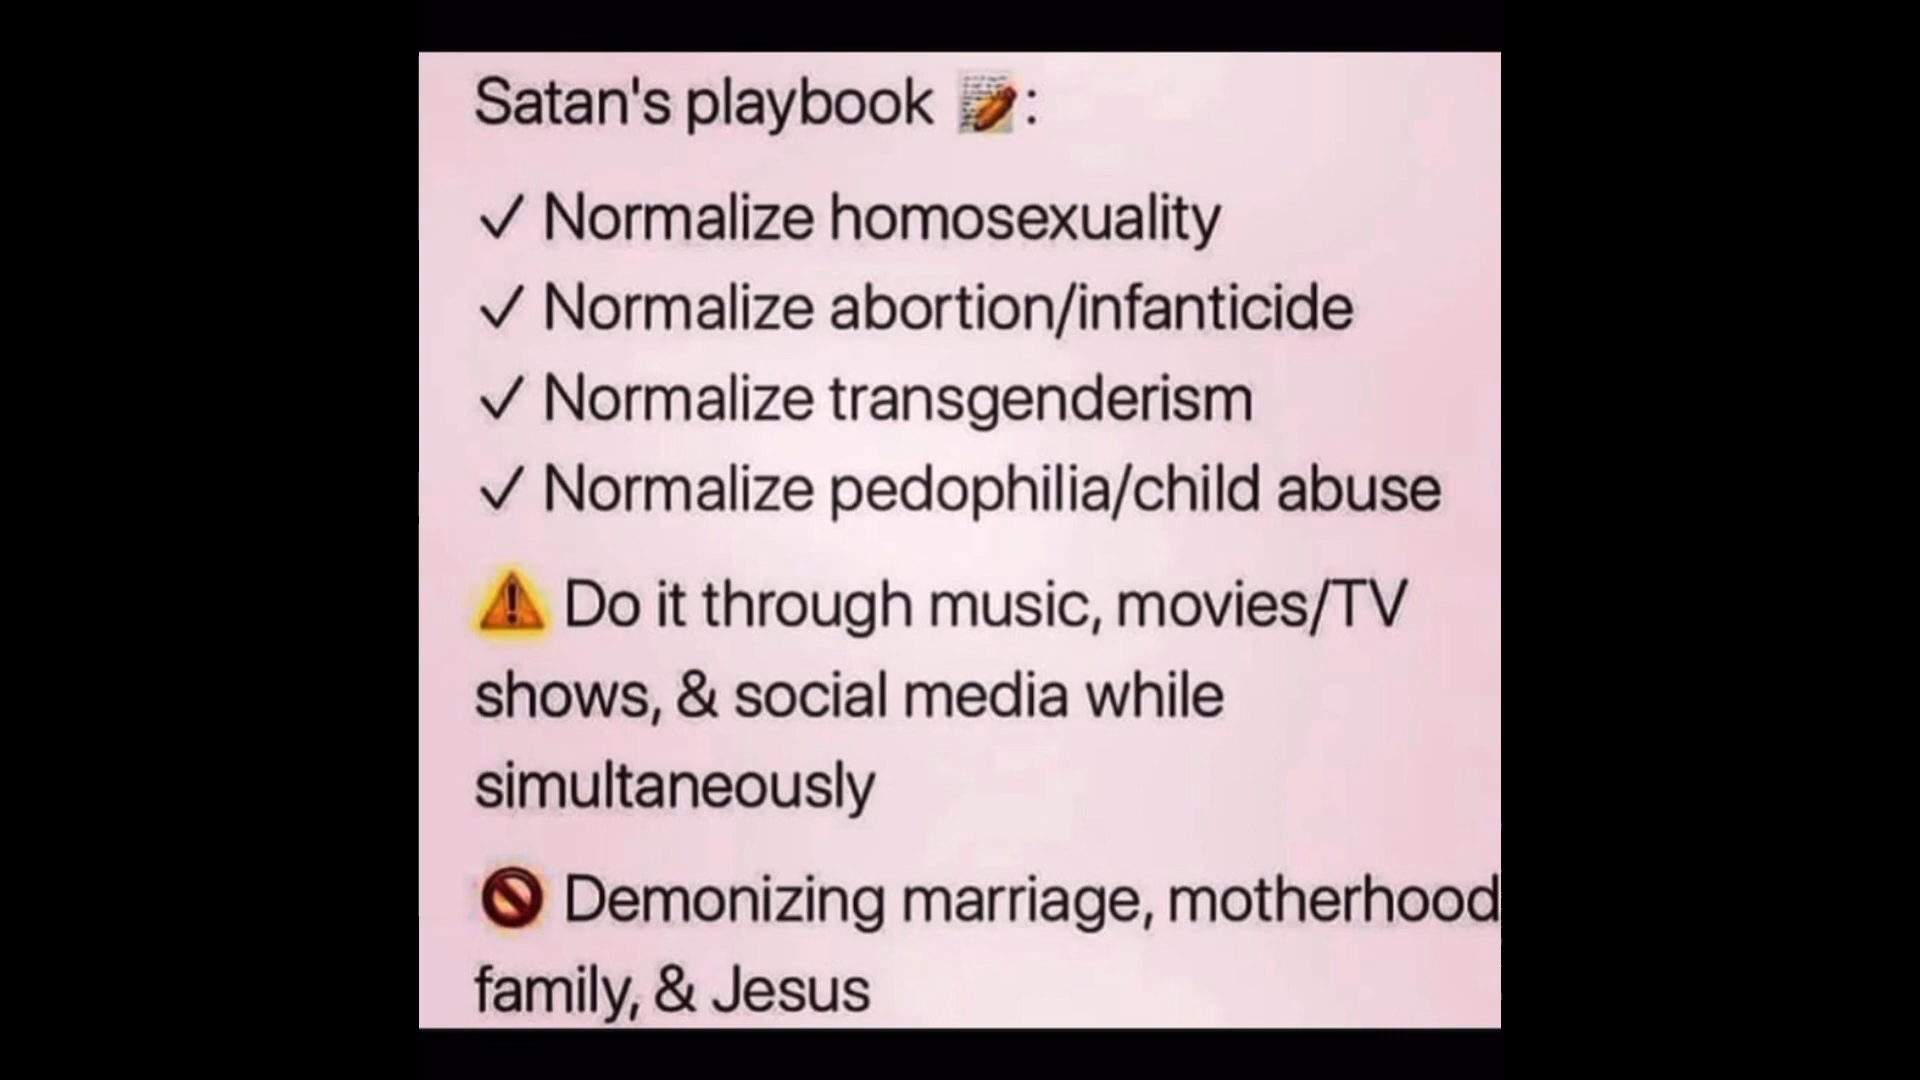 Satan's playbook 📝:
✓ Normalize homosexuality
✓ Normalize abortion/infanticide
✓ Normalize transgenderism
✓ Normalize pedophilia/child abuse
⚠️ Do it through music, movies/TV
shows, & social media while
simultaneously
🚫 Demonizing marriage, motherhood
family, & Jesus